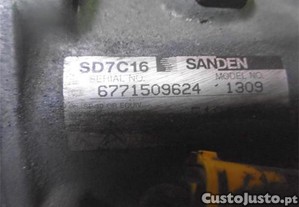 SD7C16 SANDEN
SERIAL NO. MODEL NO.
6771509624 1309
CustoJusto.pt